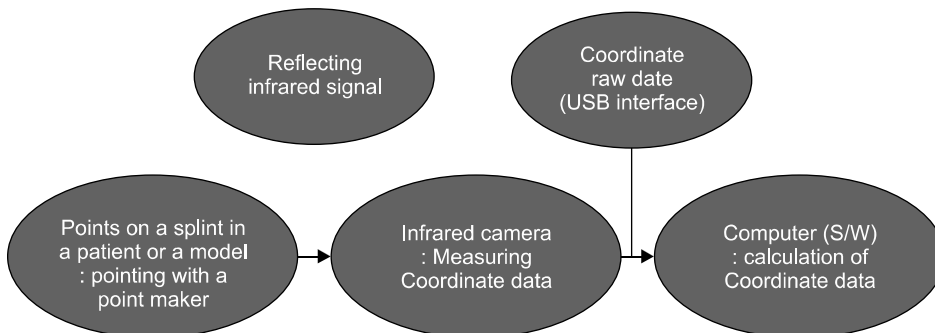 Reflecting
infrared signal
Coordinate
raw date
(USB interface)
Points on a splint in
a patient or a model
: pointing with a
point maker
Infrared camera
: Measuring
Coordinate data
Computer (S/W)
: calculation of
Coordinate data